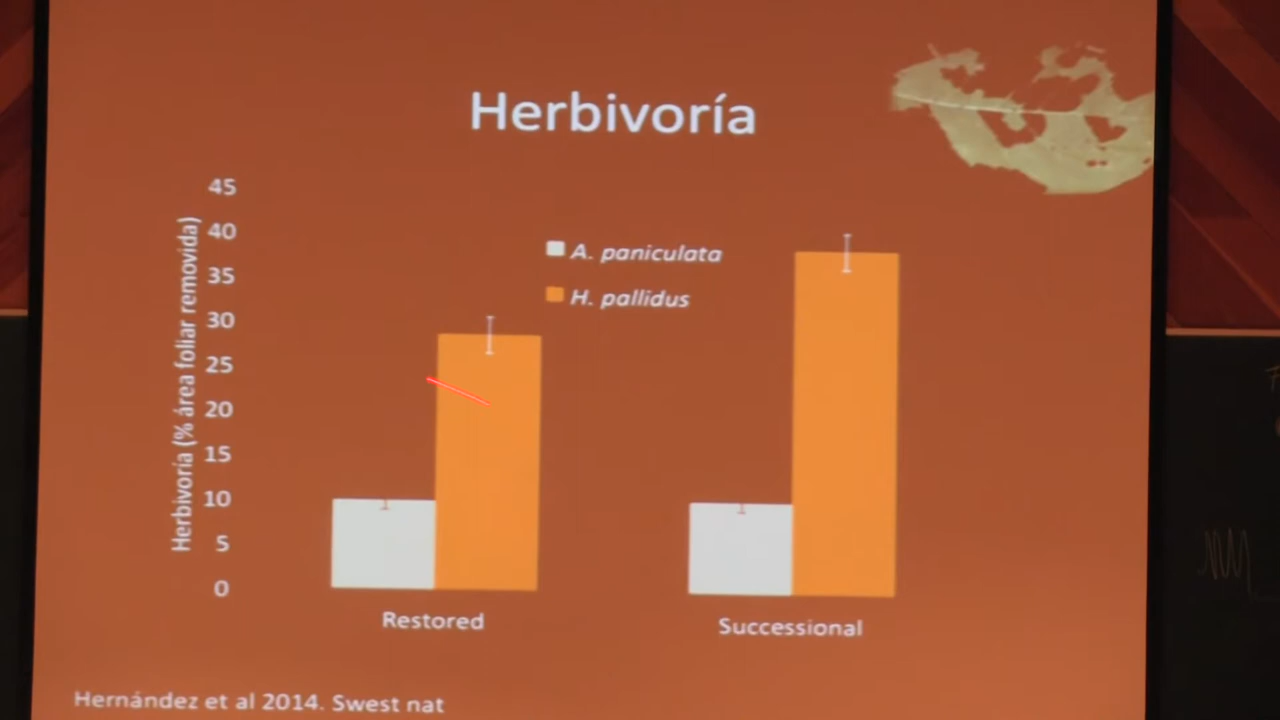 Herbivoría
45
40
35
30
25
20
15
10
5
0
Herbivoría (% área foliar removida)
A. paniculata
H. pallidus
Restored
Successional
Hernández et al 2014. Swest nat